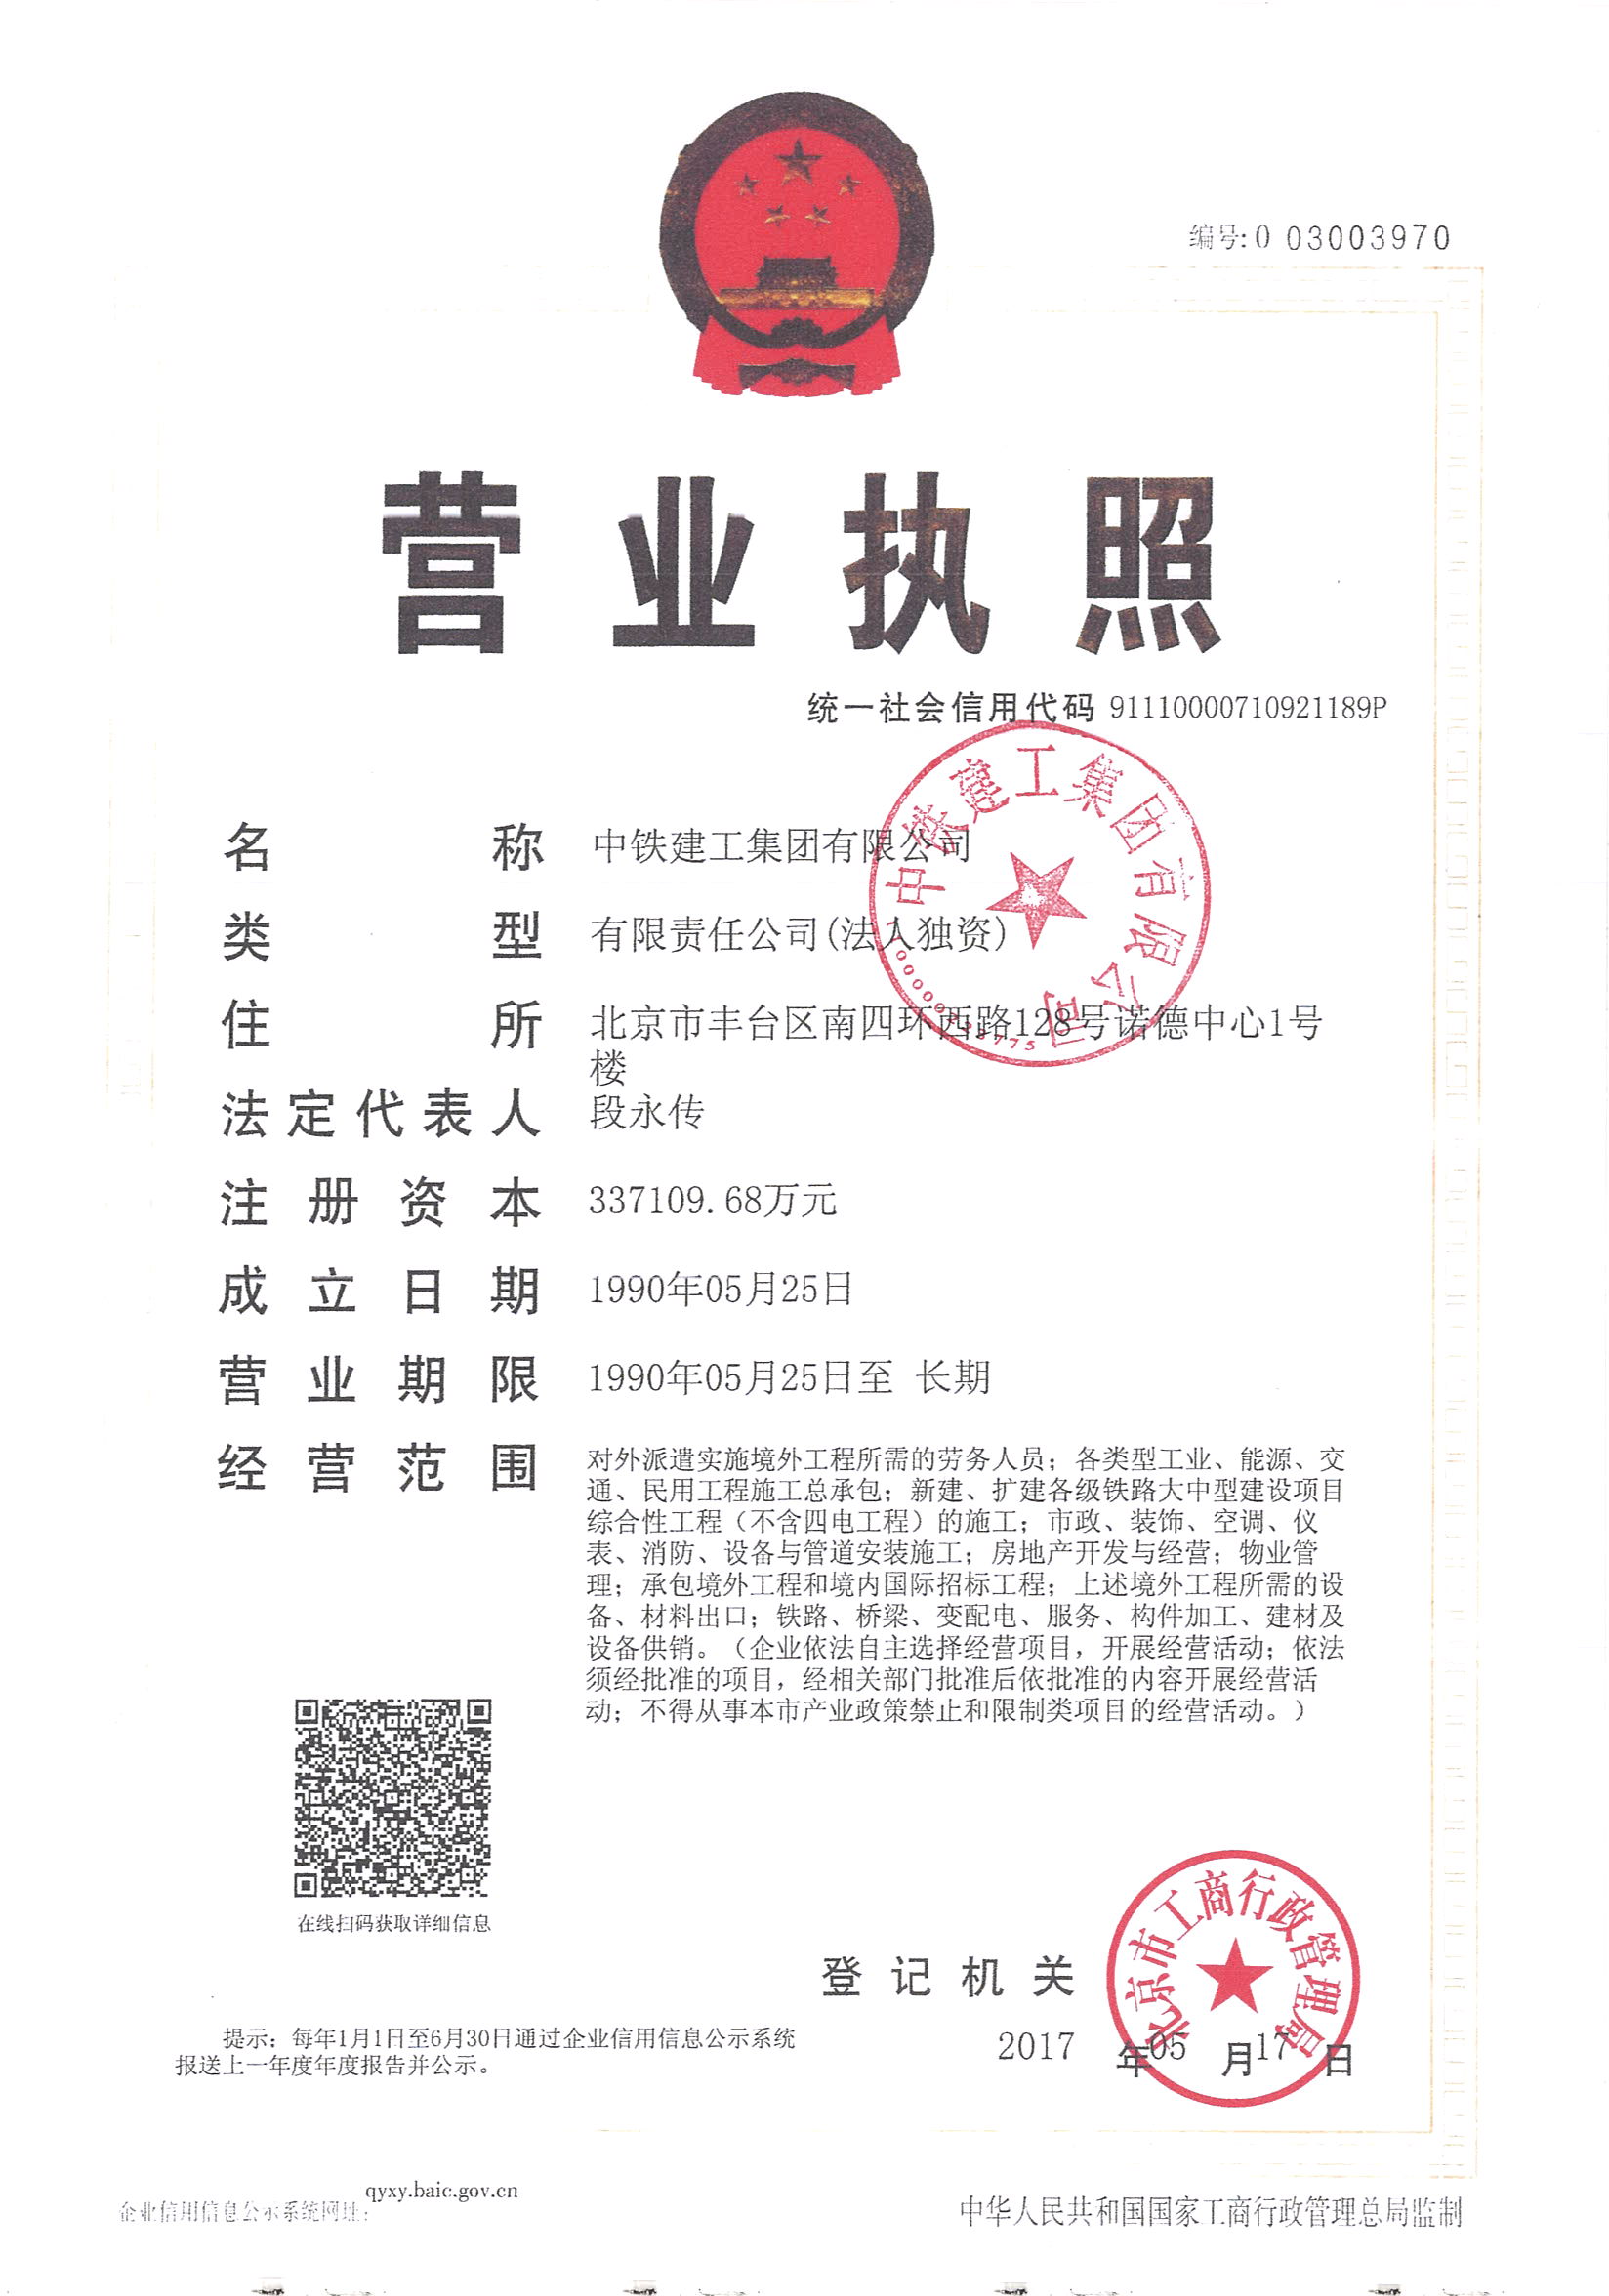 编号:0 03003970
营业执照
统一社会信用代码 91110000710921189P
中铁建工集团有限公司
名称 中铁建工集团有限公司
类型 有限责任公司(法人独资)
住所 北京市丰台区南四环西路128号诺德中心1号
楼
法定代表人 段永传
注册资本 337109.68万元
成立日期 1990年05月25日
营业期限 1990年05月25日至 长期
经营范围 对外派遣实施境外工程所需的劳务人员；各类型工业、能源、交
通、民用工程施工总承包；新建、扩建各级铁路大中型建设项目
综合性工程（不含四电工程）的施工；市政、装饰、空调、仪
表、消防、设备与管道安装施工；房地产开发与经营；物业管
理；承包境外工程和境内国际招标工程；上述境外工程所需的设
备、材料出口；铁路、桥梁、变配电、服务、构件加工、建材及
设备供销。（企业依法自主选择经营项目，开展经营活动；依法
须经批准的项目，经相关部门批准后依批准的内容开展经营活
动；不得从事本市产业政策禁止和限制类项目的经营活动。）
在线扫码获取详细信息
登记机关
北京市工商行政管理局
2017 年05 月17 日
提示：每年1月1日至6月30日通过企业信用信息公示系统
报送上一年度年度报告并公示。
企业信用信息公示系统网址：qyxy.baic.gov.cn
中华人民共和国国家工商行政管理总局监制